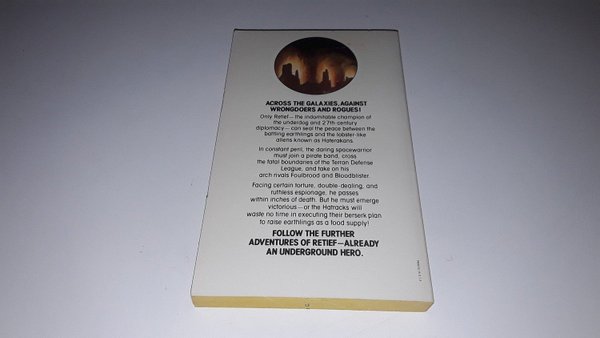 ACROSS THE GALAXIES, AGAINST
WRONGDOERS AND ROGUES!
Only Retief—the indomitable champion of
the underdog and 27th-century
diplomacy—can seal the peace between the
battling earthlings and the lobster-like
aliens known as Haterakans.
In constant peril, the daring spacewarrior
must join a pirate band, cross
the fatal boundaries of the Terran Defense
League, and take on his
arch rivals Foulbrood and Bloodblister.
Facing certain torture, double-dealing, and
ruthless espionage, he passes
within inches of death. But he must emerge
victorious—or the Hatracks will
waste no time in executing their berserk plan
to raise earthlings as a food supply!
FOLLOW THE FURTHER
ADVENTURES OF RETIEF—ALREADY
AN UNDERGROUND HERO.